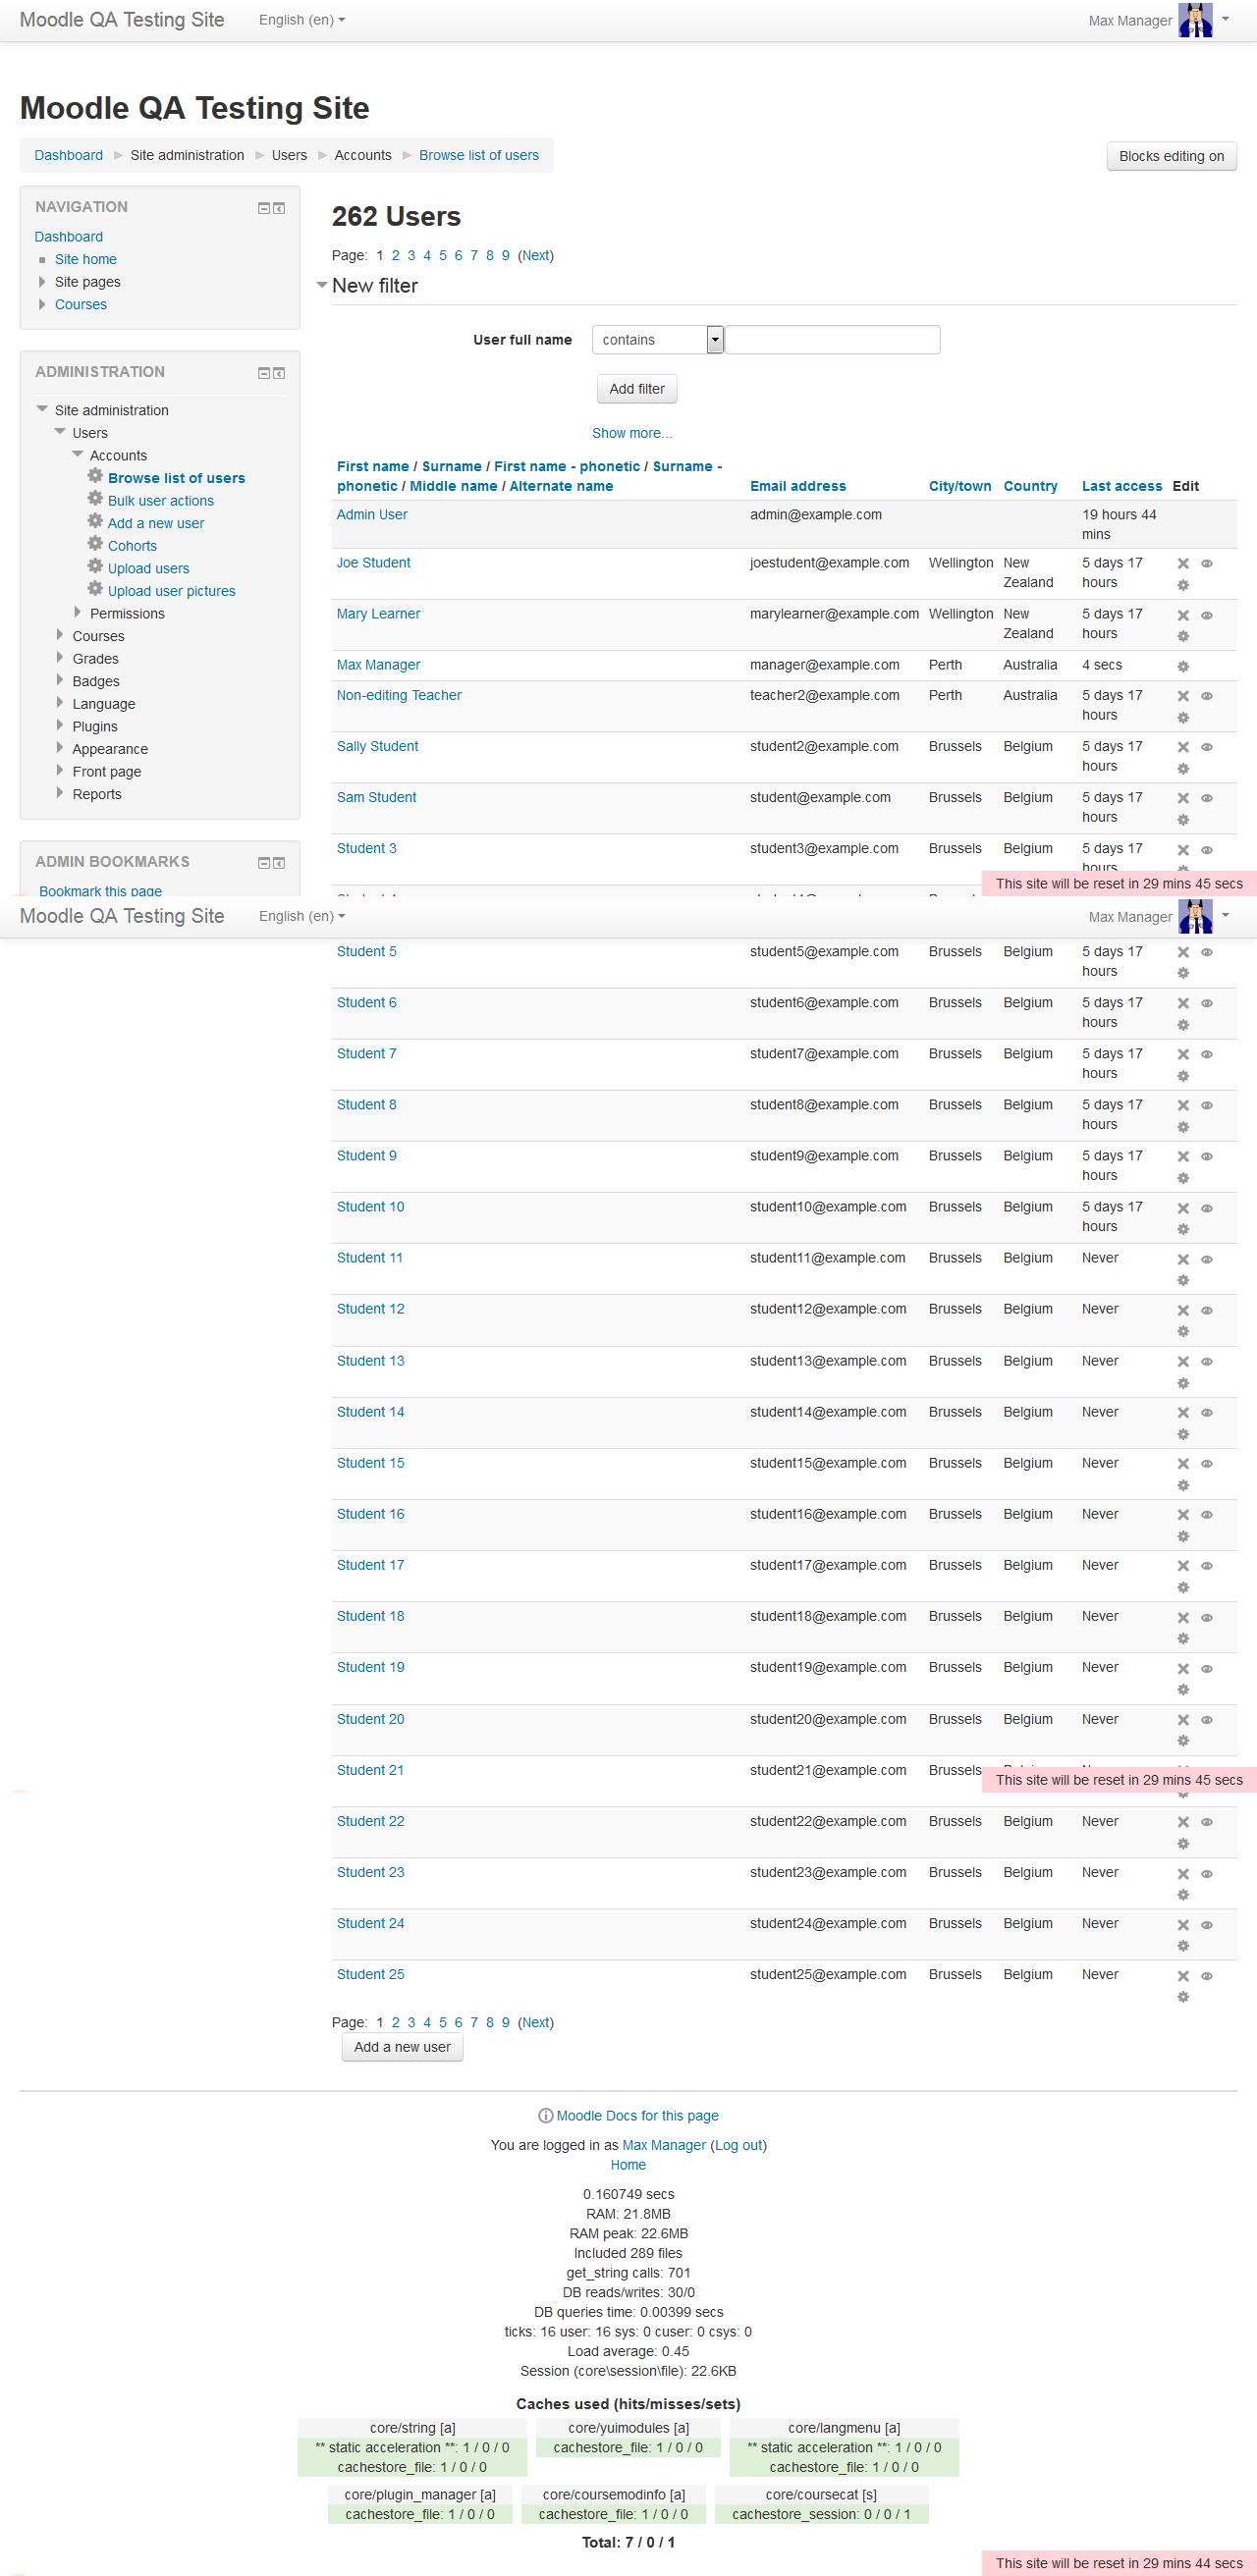 Moodle QA Testing Site English (en) Max Manager
Moodle QA Testing Site
Dashboard Site administration Users Accounts Browse list of users Blocks editing on
NAVIGATION
Dashboard
Site home
Site pages
Courses
ADMINISTRATION
Site administration
Users
Accounts
Browse list of users
Bulk user actions
Add a new user
Cohorts
Upload users
Upload user pictures
Permissions
Courses
Grades
Badges
Language
Plugins
Appearance
Front page
Reports
ADMIN BOOKMARKS
Bookmark this page
262 Users
Page: 1 2 3 4 5 6 7 8 9 (Next)
New filter
User full name contains
Add filter
Show more...
First name / Surname / First name - phonetic / Surname -
phonetic / Middle name / Alternate name Email address City/town Country Last access Edit
Admin User admin@example.com 19 hours 44
mins
Joe Student joestudent@example.com Wellington New 5 days 17
Zealand hours
Mary Learner marylearner@example.com Wellington New 5 days 17
Zealand hours
Max Manager manager@example.com Perth Australia 4 secs
Non-editing Teacher teacher2@example.com Perth Australia 5 days 17
hours
Sally Student student2@example.com Brussels Belgium 5 days 17
hours
Sam Student student@example.com Brussels Belgium 5 days 17
hours
Student 3 student3@example.com Brussels Belgium 5 days 17
hours
This site will be reset in 29 mins 45 secs
Moodle QA Testing Site English (en) Max Manager
Student 5 student5@example.com Brussels Belgium 5 days 17
hours
Student 6 student6@example.com Brussels Belgium 5 days 17
hours
Student 7 student7@example.com Brussels Belgium 5 days 17
hours
Student 8 student8@example.com Brussels Belgium 5 days 17
hours
Student 9 student9@example.com Brussels Belgium 5 days 17
hours
Student 10 student10@example.com Brussels Belgium 5 days 17
hours
Student 11 student11@example.com Brussels Belgium Never
Student 12 student12@example.com Brussels Belgium Never
Student 13 student13@example.com Brussels Belgium Never
Student 14 student14@example.com Brussels Belgium Never
Student 15 student15@example.com Brussels Belgium Never
Student 16 student16@example.com Brussels Belgium Never
Student 17 student17@example.com Brussels Belgium Never
Student 18 student18@example.com Brussels Belgium Never
Student 19 student19@example.com Brussels Belgium Never
Student 20 student20@example.com Brussels Belgium Never
Student 21 student21@example.com Brussels
This site will be reset in 29 mins 45 secs
Student 22 student22@example.com Brussels Belgium Never
Student 23 student23@example.com Brussels Belgium Never
Student 24 student24@example.com Brussels Belgium Never
Student 25 student25@example.com Brussels Belgium Never
Page: 1 2 3 4 5 6 7 8 9 (Next)
Add a new user
Moodle Docs for this page
You are logged in as Max Manager (Log out)
Home
0.160749 secs
RAM: 21.8MB
RAM peak: 22.6MB
Included 289 files
get_string calls: 701
DB reads/writes: 30/0
DB queries time: 0.00399 secs
ticks: 16 user: 16 sys: 0 cuser: 0 csys: 0
Load average: 0.45
Session (core\session\file): 22.6KB
Caches used (hits/misses/sets)
core/string [a] core/yuimodules [a] core/langmenu [a]
** static acceleration **: 1 / 0 / 0 cachestore_file: 1 / 0 / 0 ** static acceleration **: 1 / 0 / 0
cachestore_file: 1 / 0 / 0 cachestore_file: 1 / 0 / 0
core/plugin_manager [a] core/coursemodinfo [a] core/coursecat [s]
cachestore_file: 1 / 0 / 0 cachestore_file: 1 / 0 / 0 cachestore_session: 0 / 0 / 1
Total: 7 / 0 / 1
This site will be reset in 29 mins 44 secs